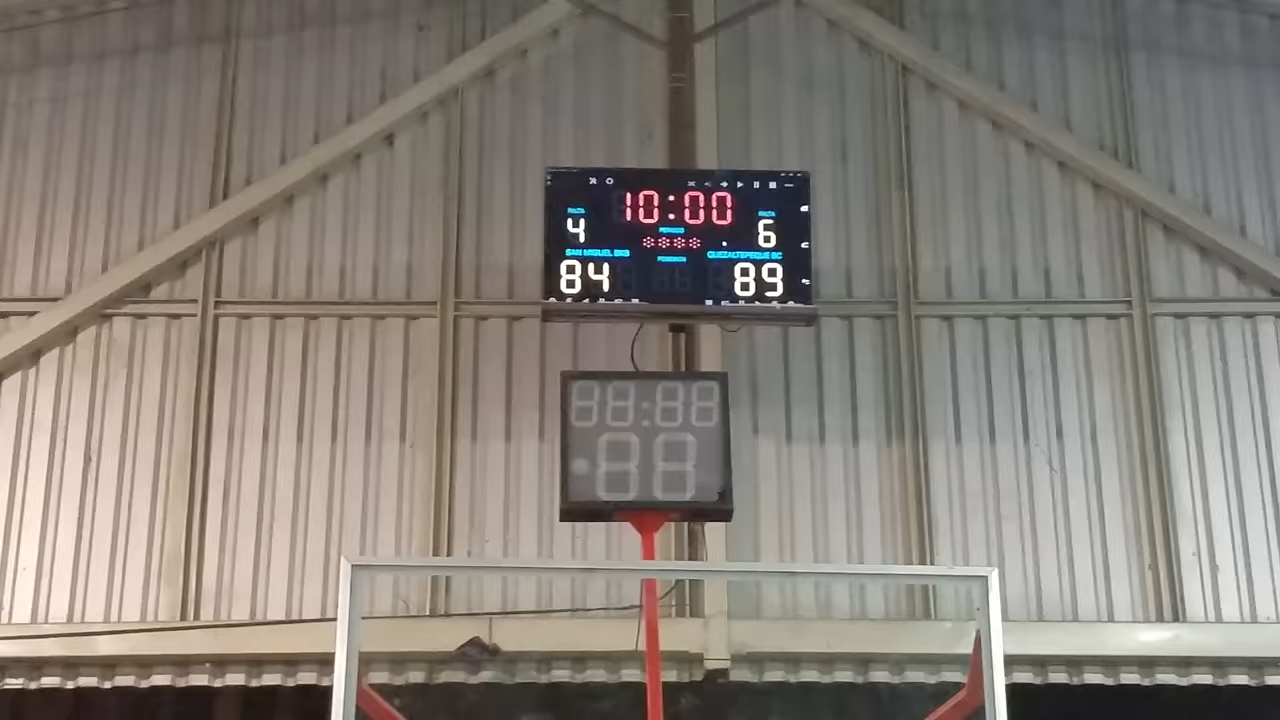 10:00
FALTA
FALTA
4
PERIODO
6
SAN MIGUEL BKB
QUEZALTEPEQUE BC
POSESION
84
89